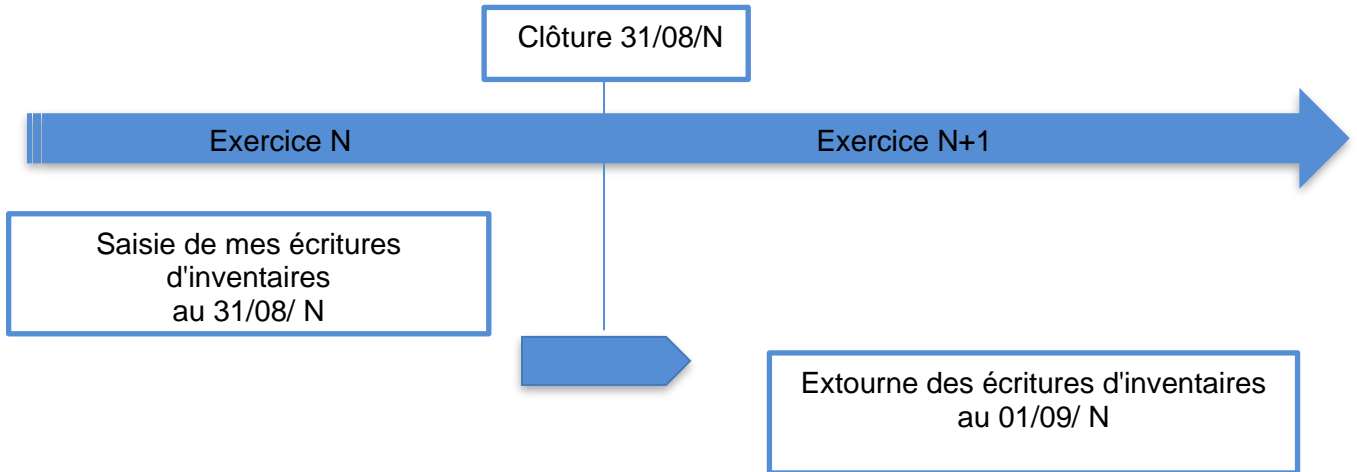 Clôture 31/08/N
Exercice N
Exercice N+1
Saisie de mes écritures
d'inventaires
au 31/08/ N
Extourne des écritures d'inventaires
au 01/09/ N